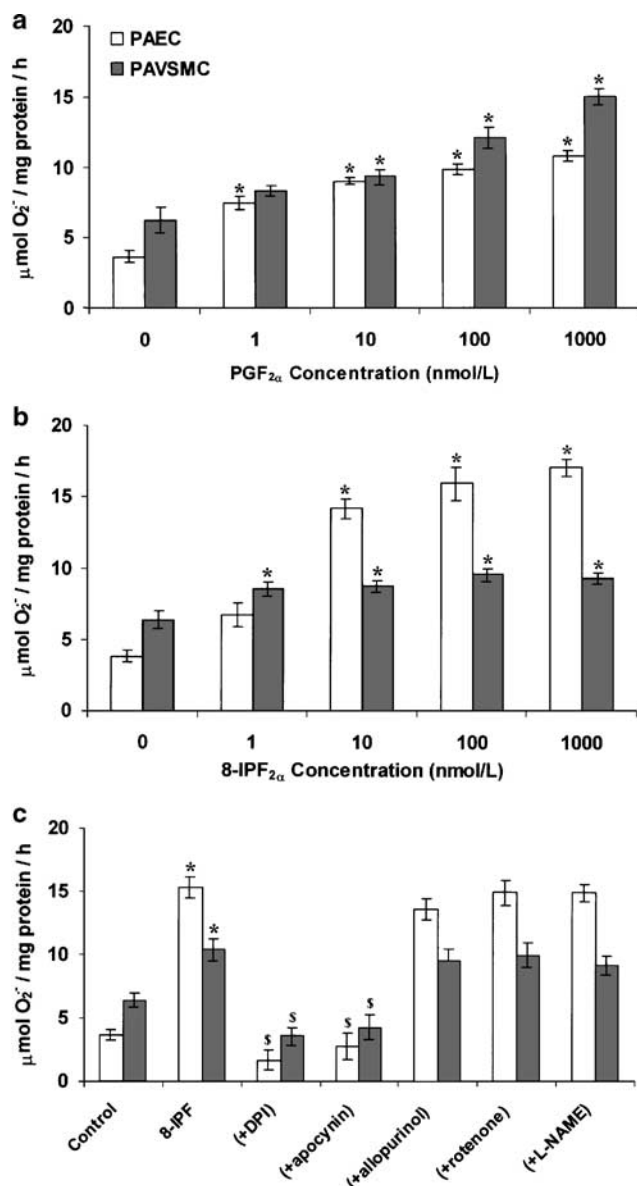 a
20
15
10
5
0
μmol O₂·⁻ / mg protein / h
PAEC
PAVSMC
* * * * * * *
0 1 10 100 1000
PGF₂α Concentration (nmol/L)
b
20
15
10
5
0
μmol O₂·⁻ / mg protein / h
* * * * * * *
0 1 10 100 1000
8-IPF₂α Concentration (nmol/L)
c
20
15
10
5
0
μmol O₂·⁻ / mg protein / h
* * $ $ $ $
Control
8-IPF
(+DPI)
(+apocynin)
(+allopurinol)
(+rotenone)
(+L-NAME)